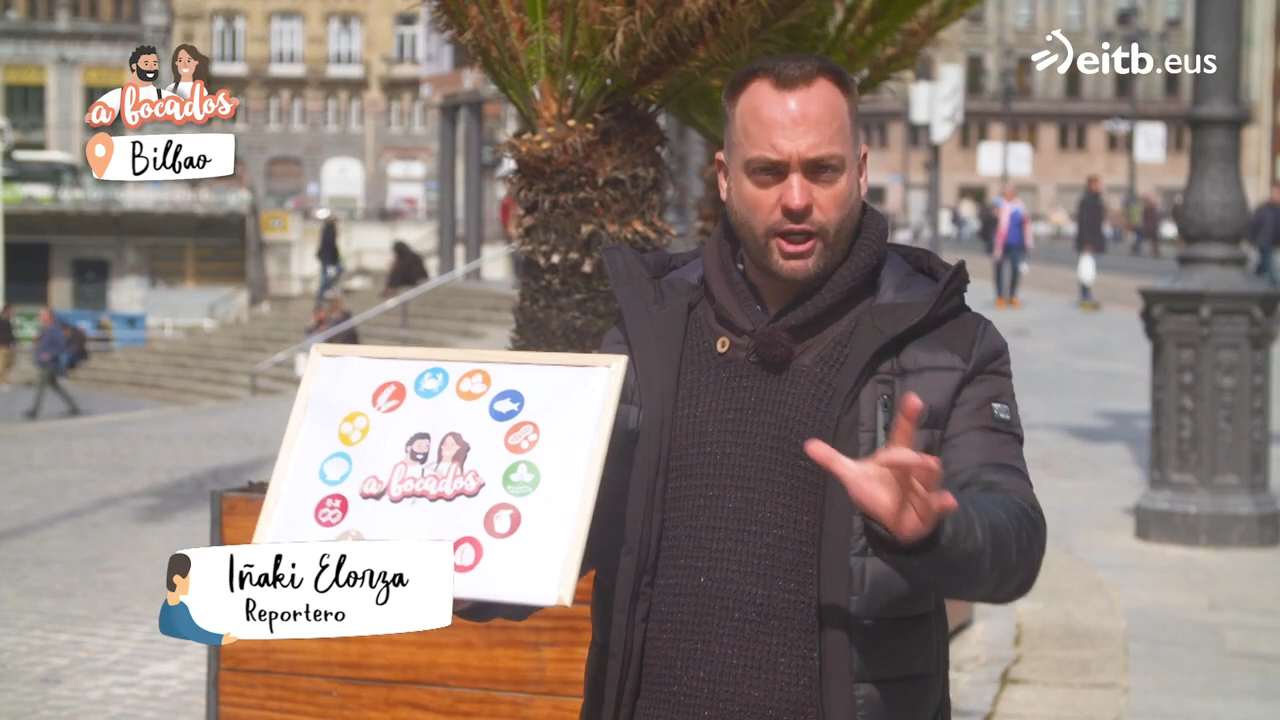 a bocados
Bilbao
eitb.eus
a bocados
Iñaki Elorza
Reportero